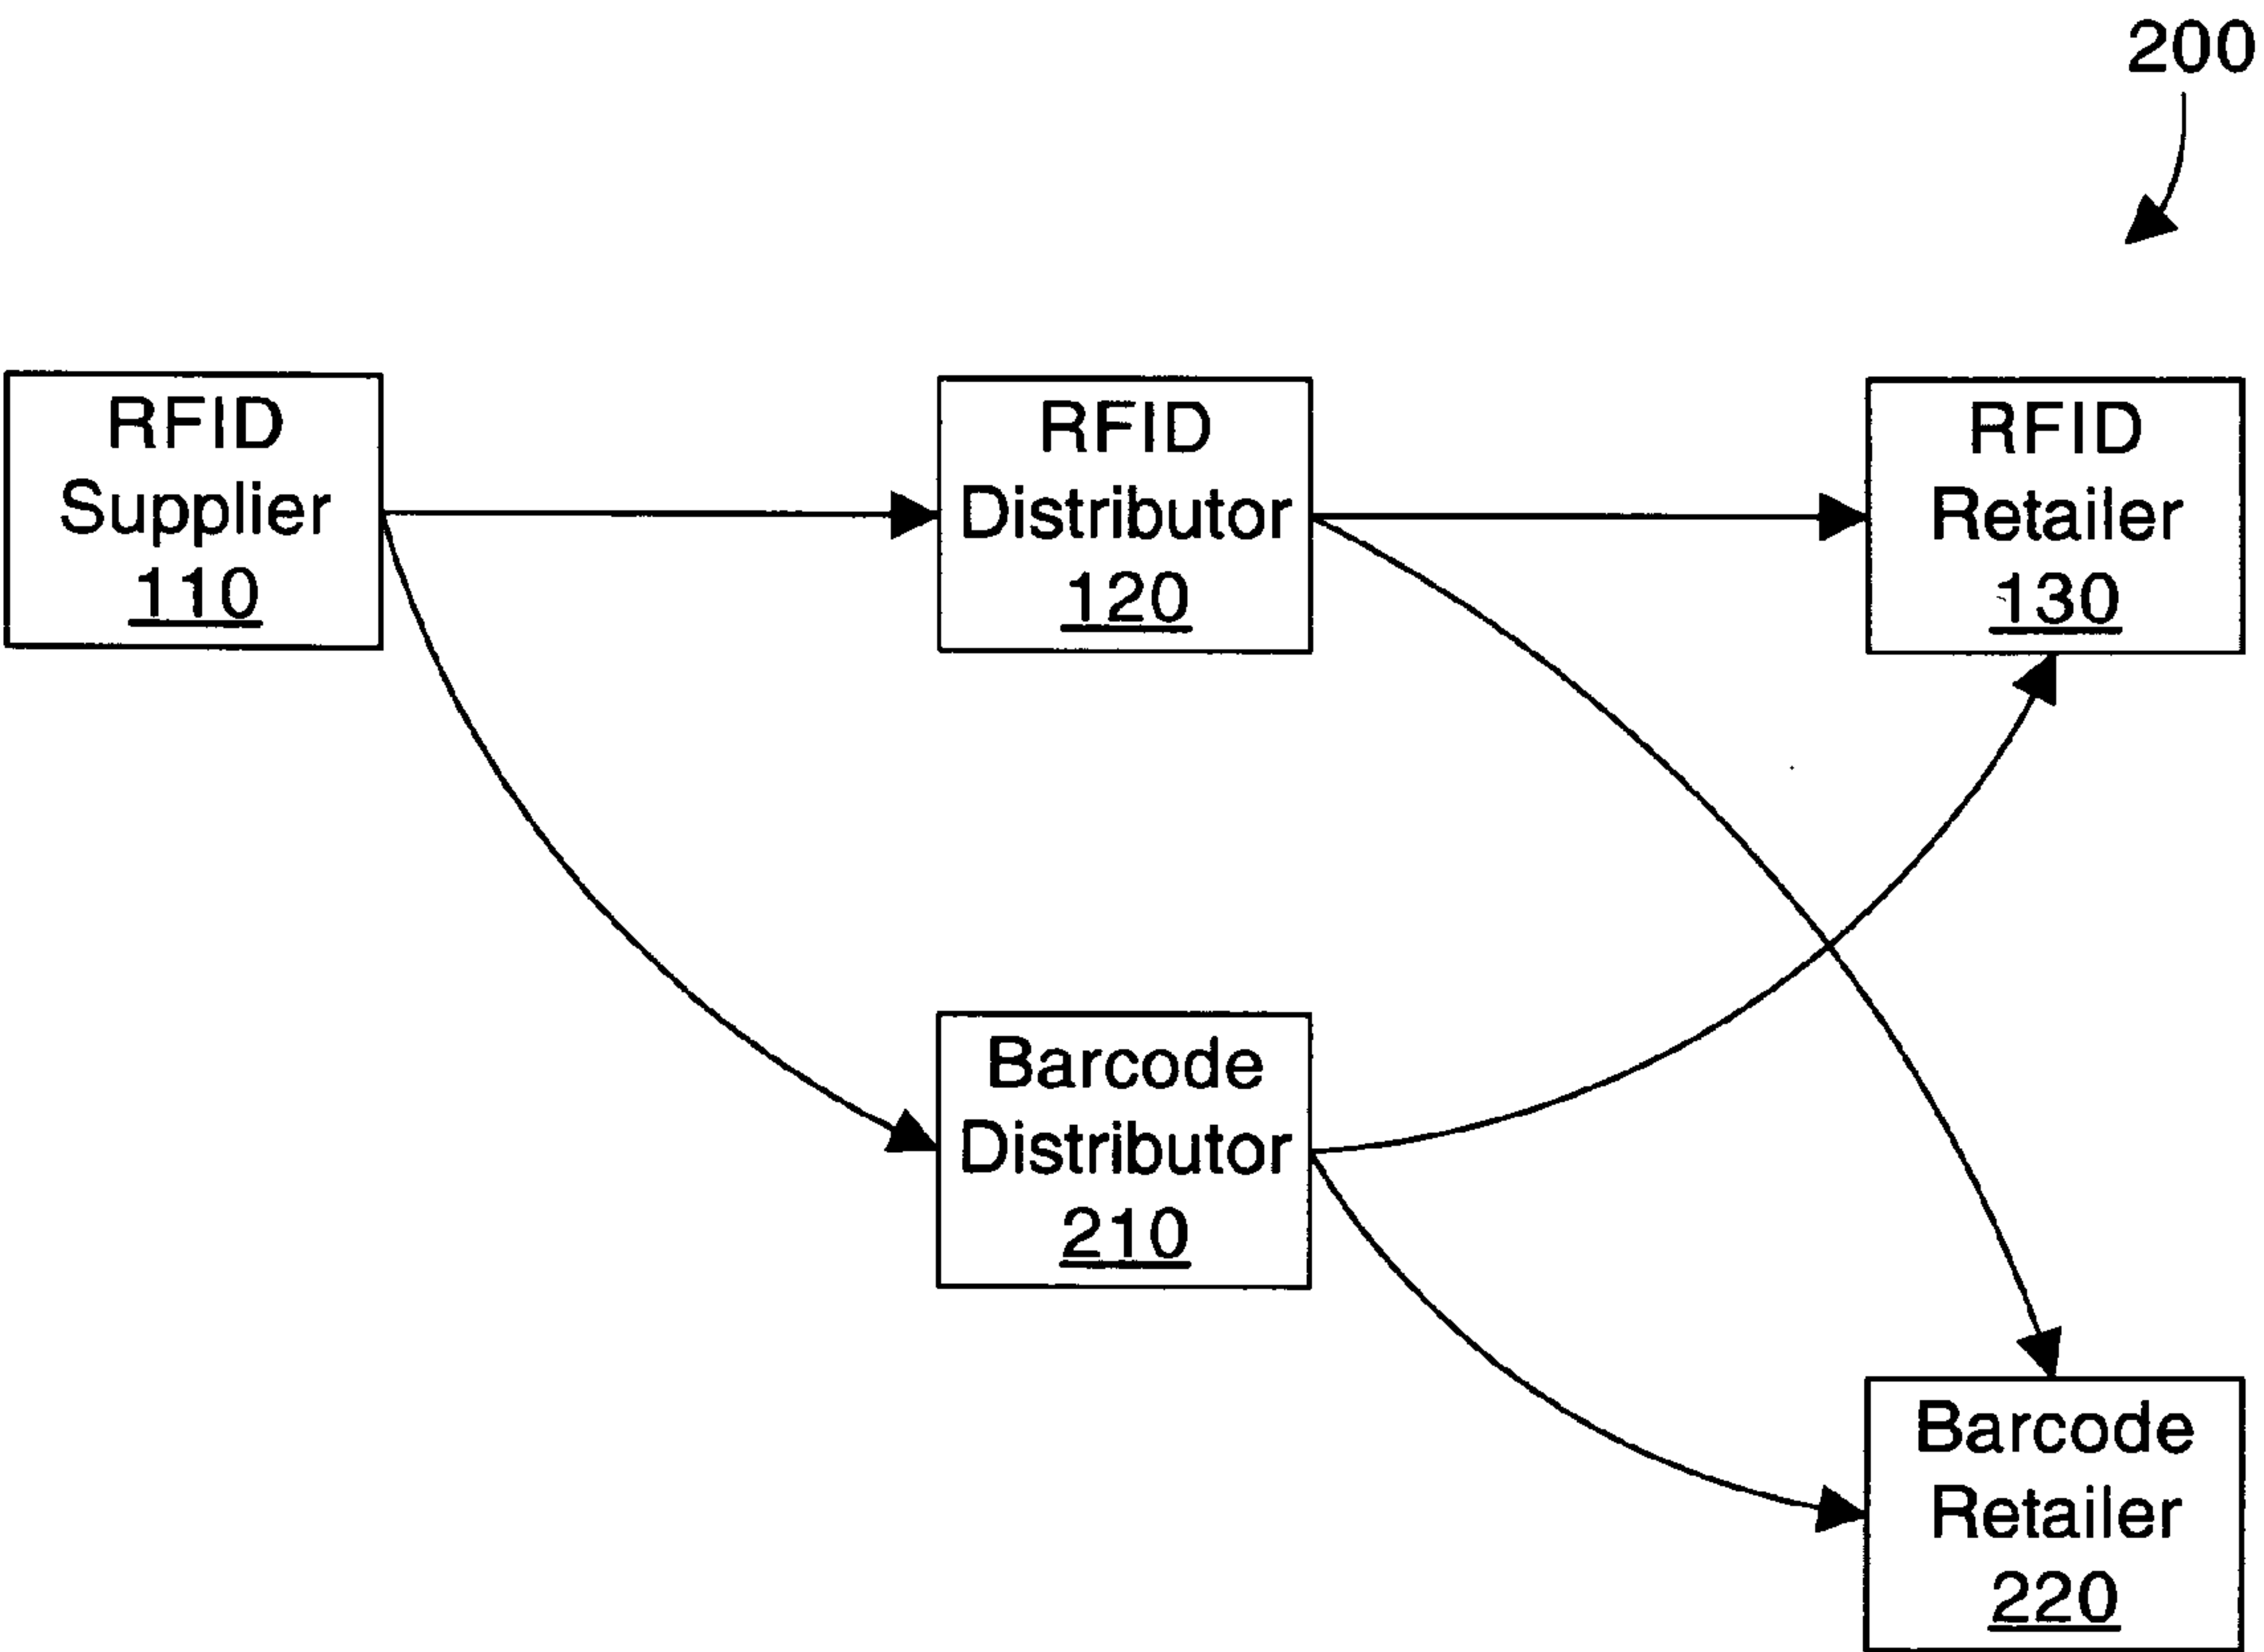 200
RFID
Supplier
110
RFID
Distributor
120
RFID
Retailer
130
Barcode
Distributor
210
Barcode
Retailer
220